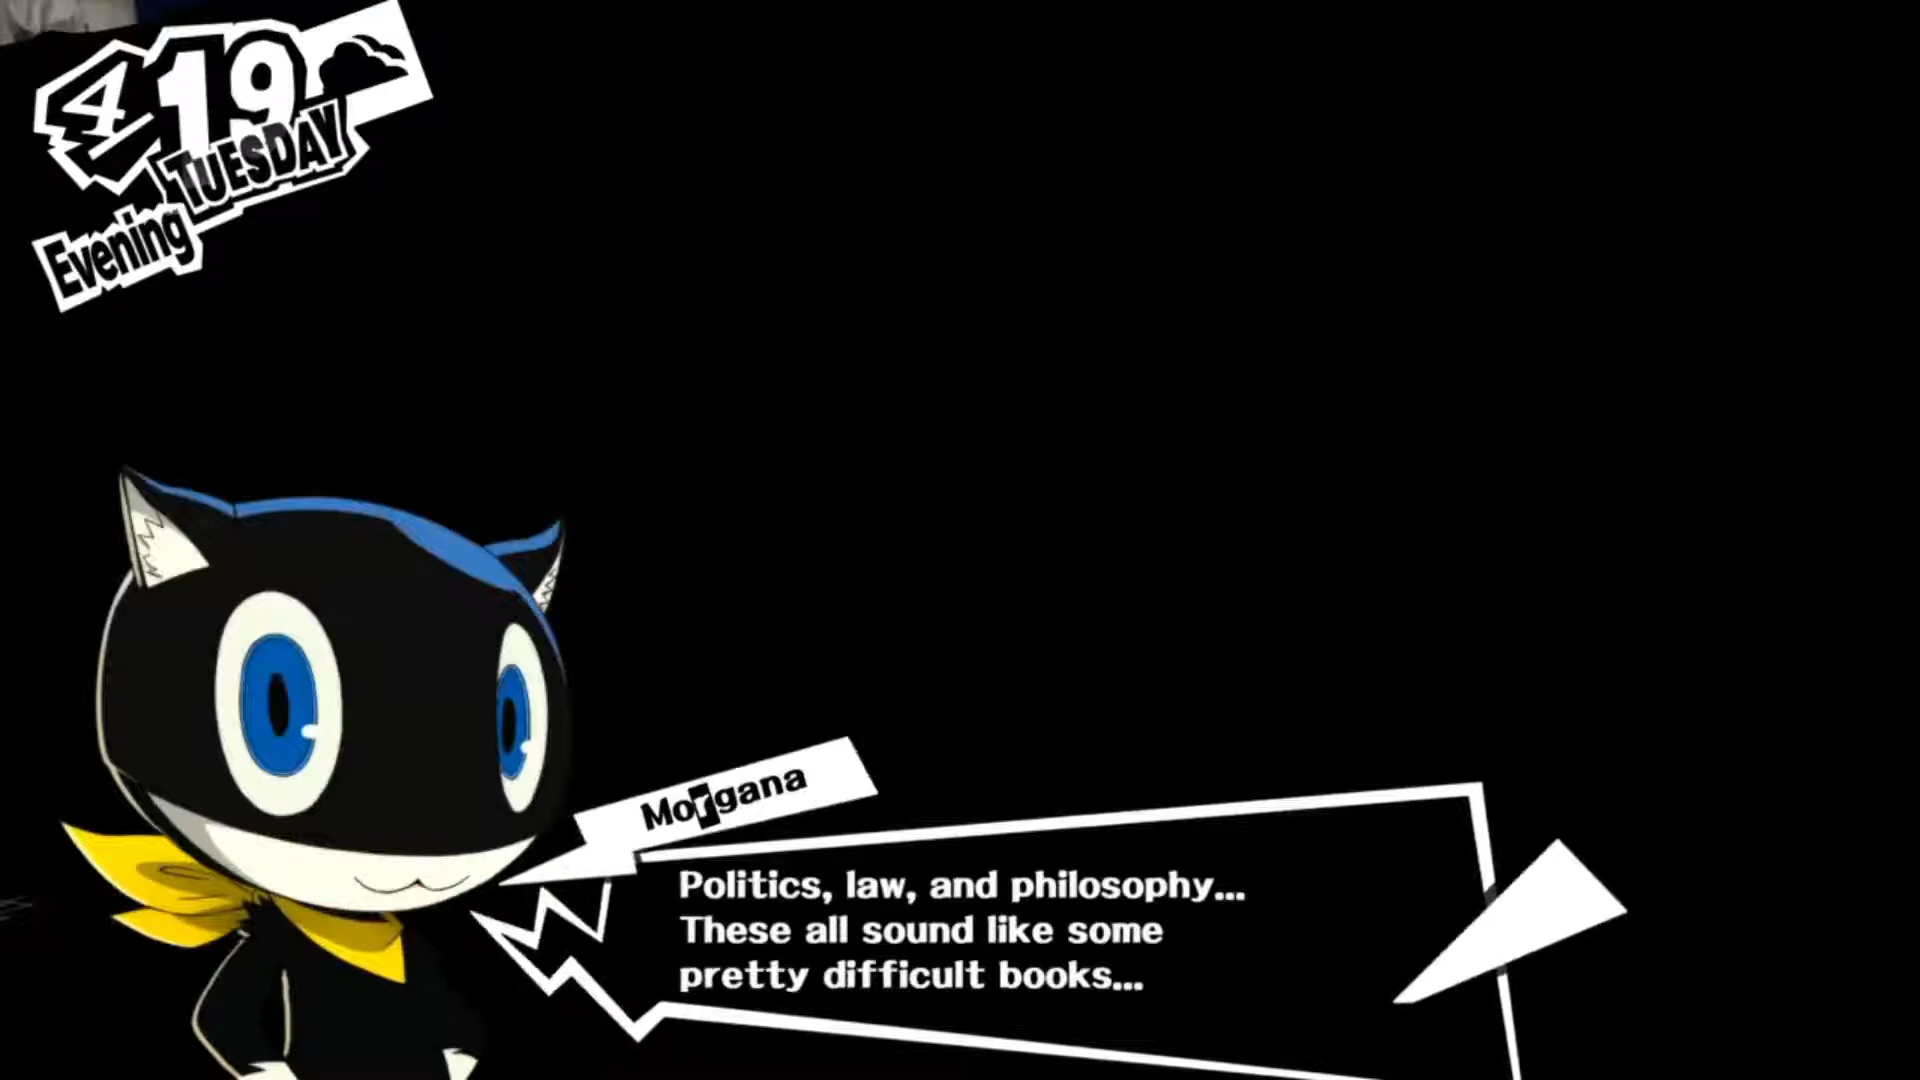 4 19
TUESDAY
Evening
Morgana
Politics, law, and philosophy...
These all sound like some
pretty difficult books...